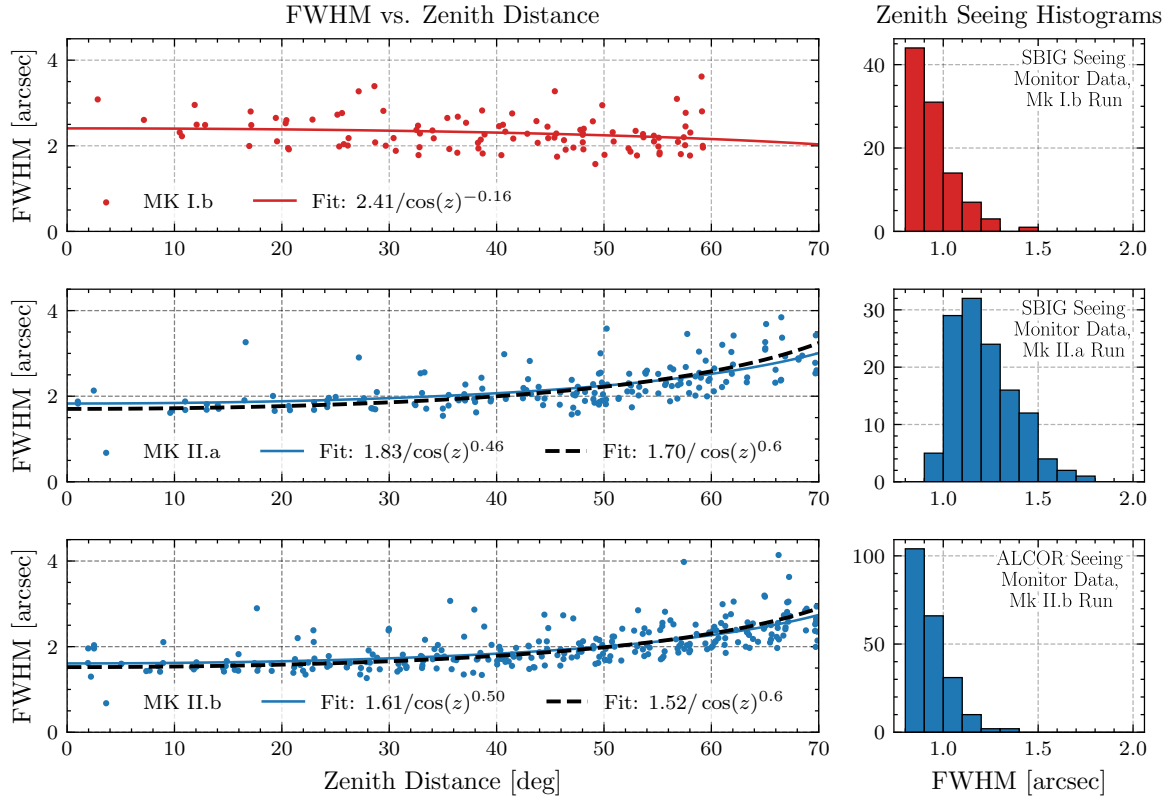 FWHM vs. Zenith Distance
Zenith Seeing Histograms
FWHM [arcsec]
4
2
0
MK I.b
Fit: 2.41/cos(z)^−0.16
0 10 20 30 40 50 60 70
40
20
0
SBIG Seeing
Monitor Data,
Mk I.b Run
1.0 1.5 2.0
FWHM [arcsec]
4
2
0
MK II.a
Fit: 1.83/cos(z)^0.46
Fit: 1.70/ cos(z)^0.6
0 10 20 30 40 50 60 70
30
20
10
0
SBIG Seeing
Monitor Data,
Mk II.a Run
1.0 1.5 2.0
FWHM [arcsec]
4
2
0
MK II.b
Fit: 1.61/cos(z)^0.50
Fit: 1.52/ cos(z)^0.6
0 10 20 30 40 50 60 70
Zenith Distance [deg]
100
50
0
ALCOR Seeing
Monitor Data,
Mk II.b Run
1.0 1.5 2.0
FWHM [arcsec]